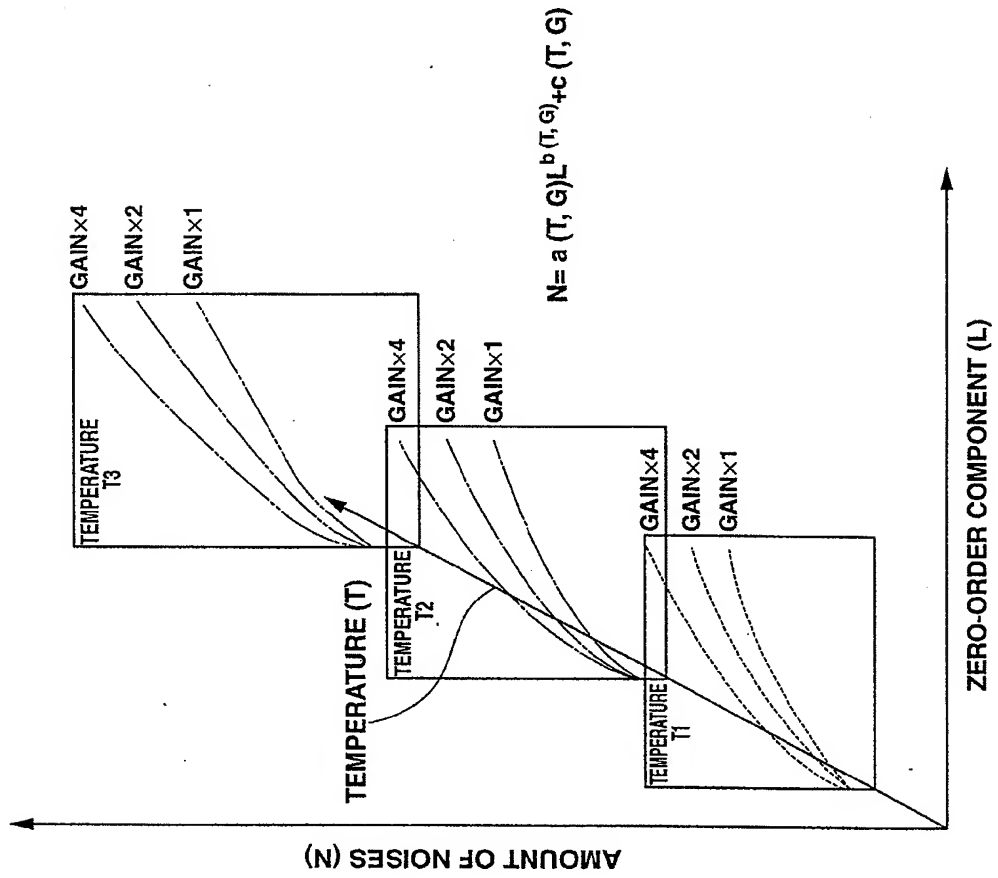 AMOUNT OF NOISES (N)
TEMPERATURE
T3
GAIN×4
GAIN×2
GAIN×1
TEMPERATURE (T)
TEMPERATURE
T2
GAIN×4
GAIN×2
GAIN×1
TEMPERATURE
T1
GAIN×4
GAIN×2
GAIN×1
N= a (T, G)L^b (T, G)+c (T, G)
ZERO-ORDER COMPONENT (L)